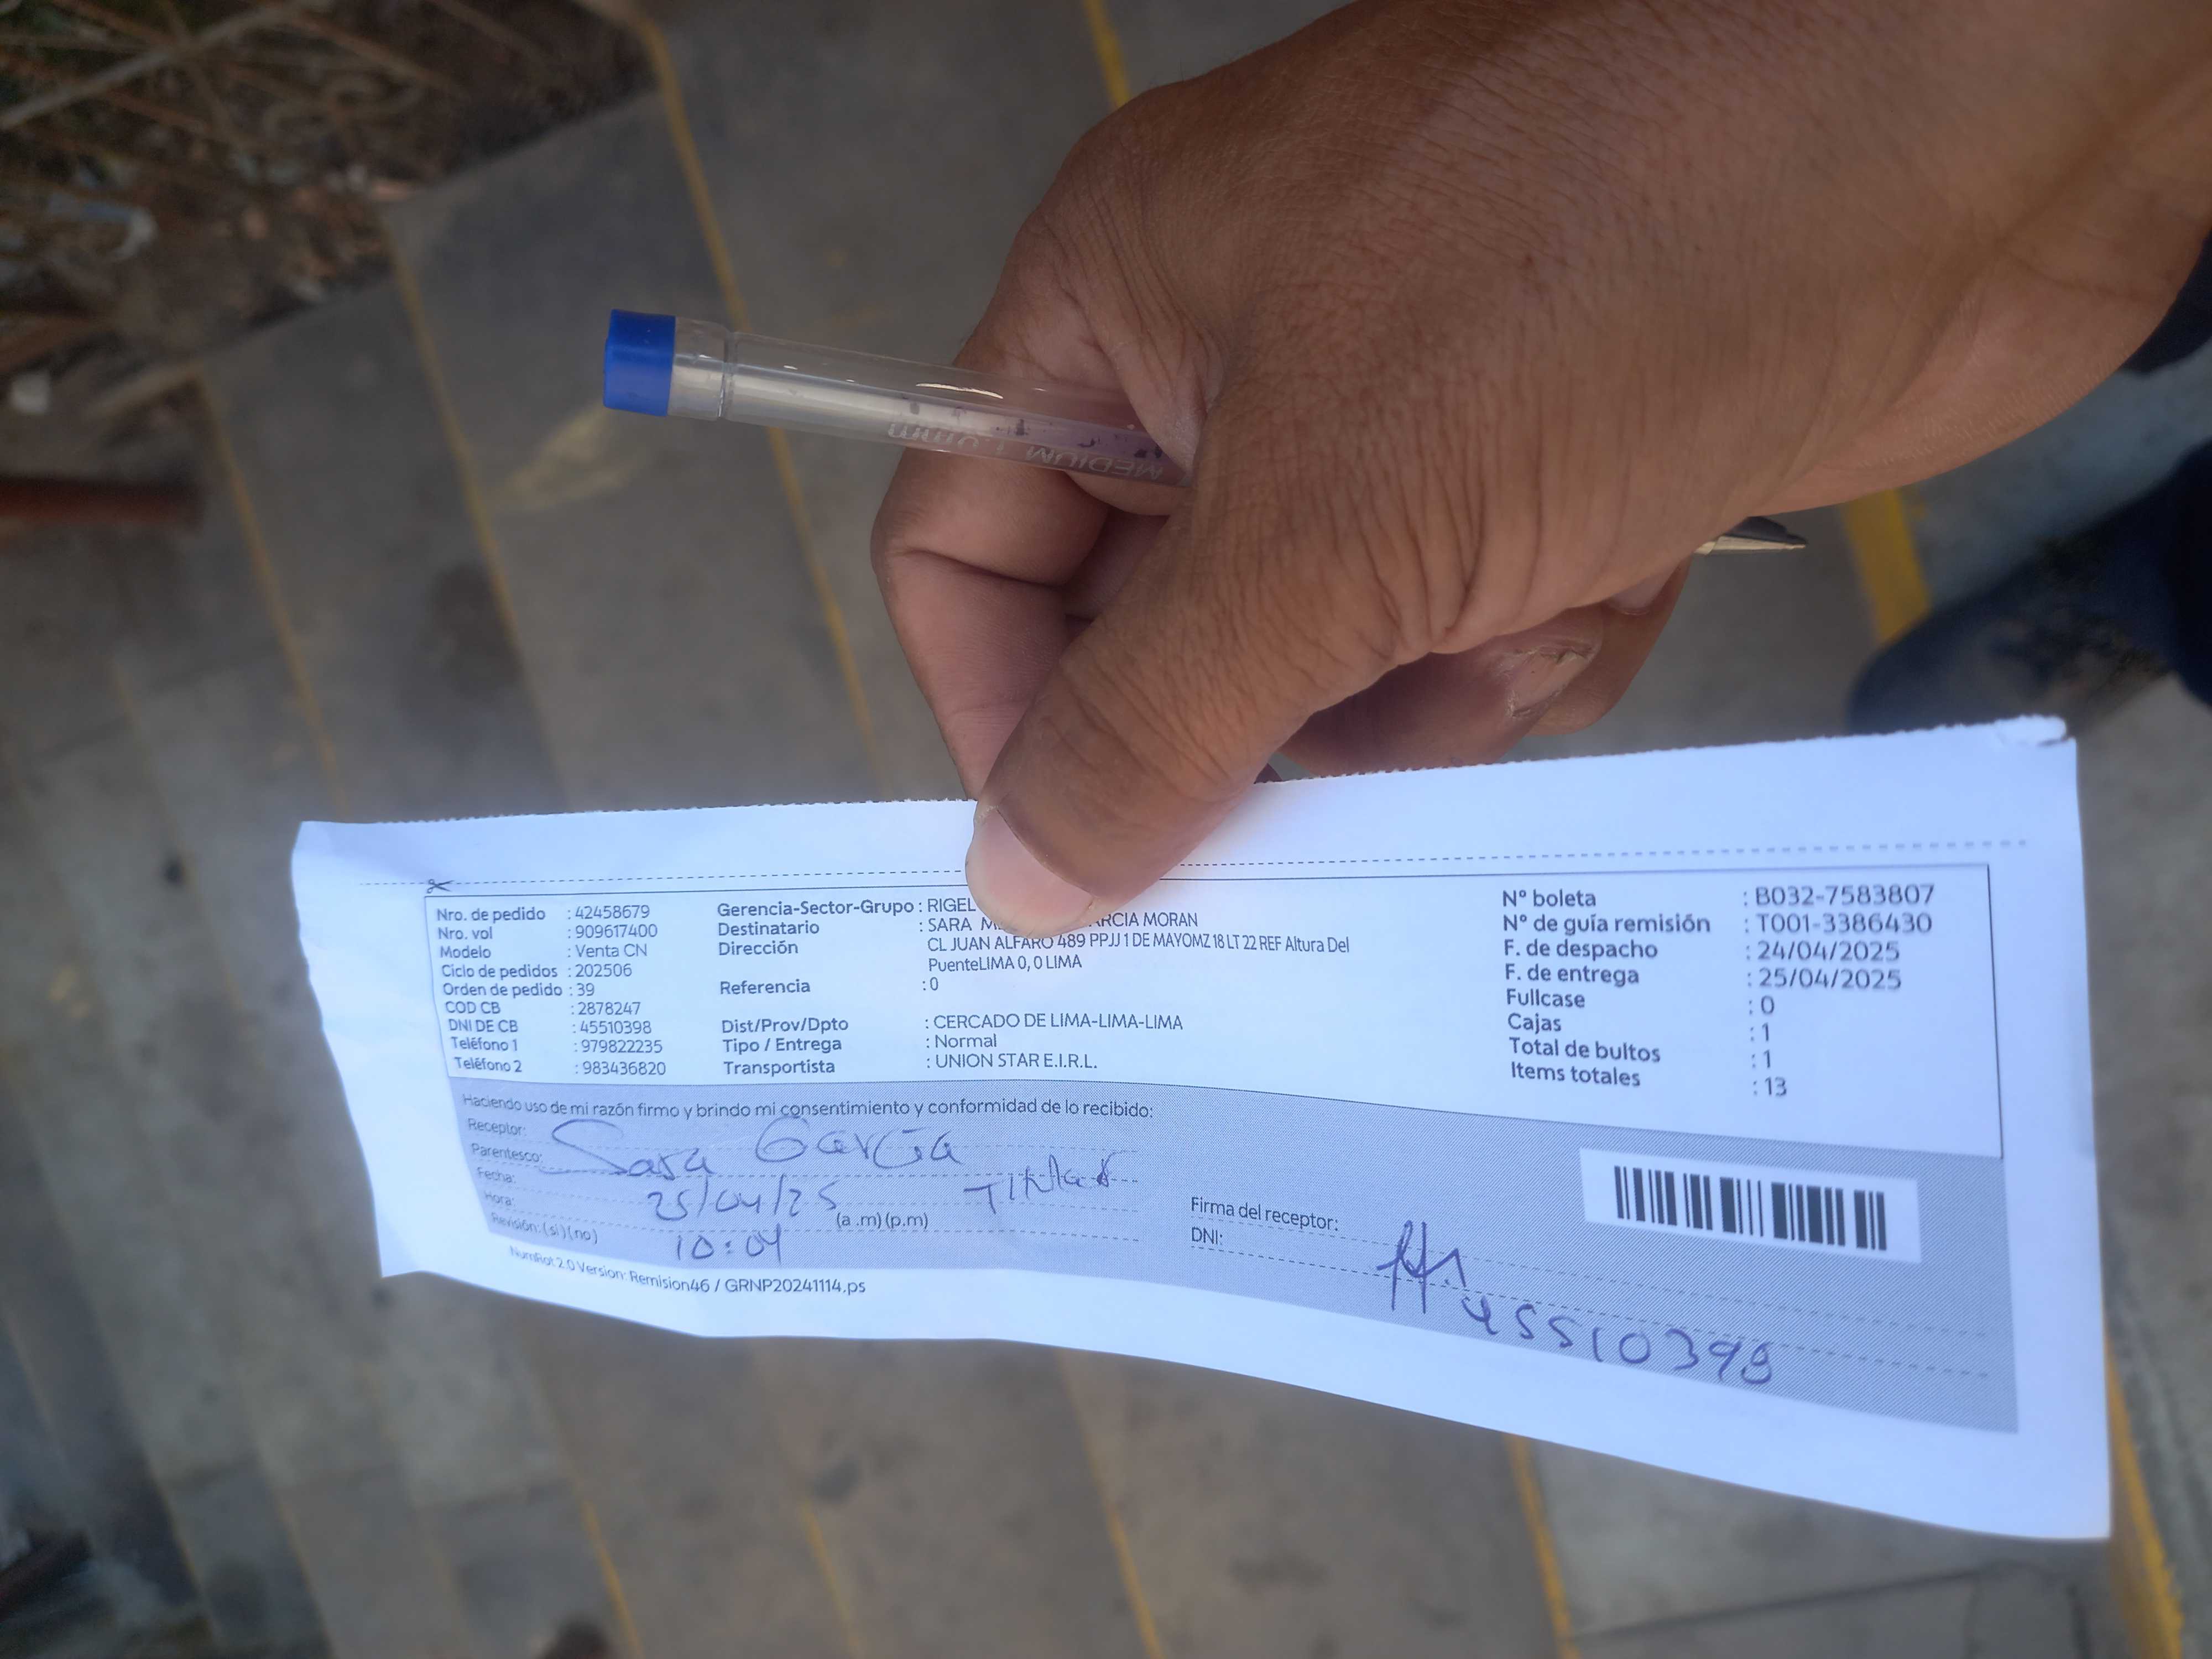 MEDIUM 1.0mm
Nro. de pedido : 42458679
Nro. vol : 909617400
Modelo : Venta CN
Ciclo de pedidos : 202506
Orden de pedido : 39
COD CB : 2878247
DNI DE CB : 45510398
Teléfono 1 : 979822235
Teléfono 2 : 983436820
Gerencia-Sector-Grupo : RIGEL
Destinatario : SARA MORAN
Dirección : CL JUAN ALFARO 489 PPJJ 1 DE MAYOMZ 18 LT 22 REF Altura Del
PuenteLIMA 0, 0 LIMA
Referencia : 0
Dist/Prov/Dpto : CERCADO DE LIMA-LIMA-LIMA
Tipo / Entrega : Normal
Transportista : UNION STAR E.I.R.L.
N° boleta : B032-7583807
N° de guía remisión : T001-3386430
F. de despacho : 24/04/2025
F. de entrega : 25/04/2025
Fullcase : 0
Cajas : 1
Total de bultos : 1
Items totales : 13
Haciendo uso de mi razón firmo y brindo mi consentimiento y conformidad de lo recibido:
Receptor: Sara Garcia
Parentesco:
Fecha: 25/04/25
Hora: 10:04 (a .m) (p.m)
Revisión: (si) (no)
Firma del receptor:
DNI: 45510398
NumRot 2.0 Version: Remision46 / GRNP20241114.ps